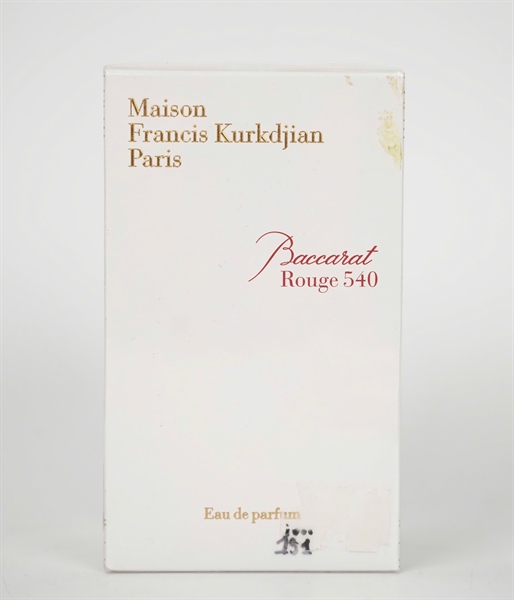 Maison
Francis Kurkdjian
Paris
Baccarat
Rouge 540
Eau de parfum